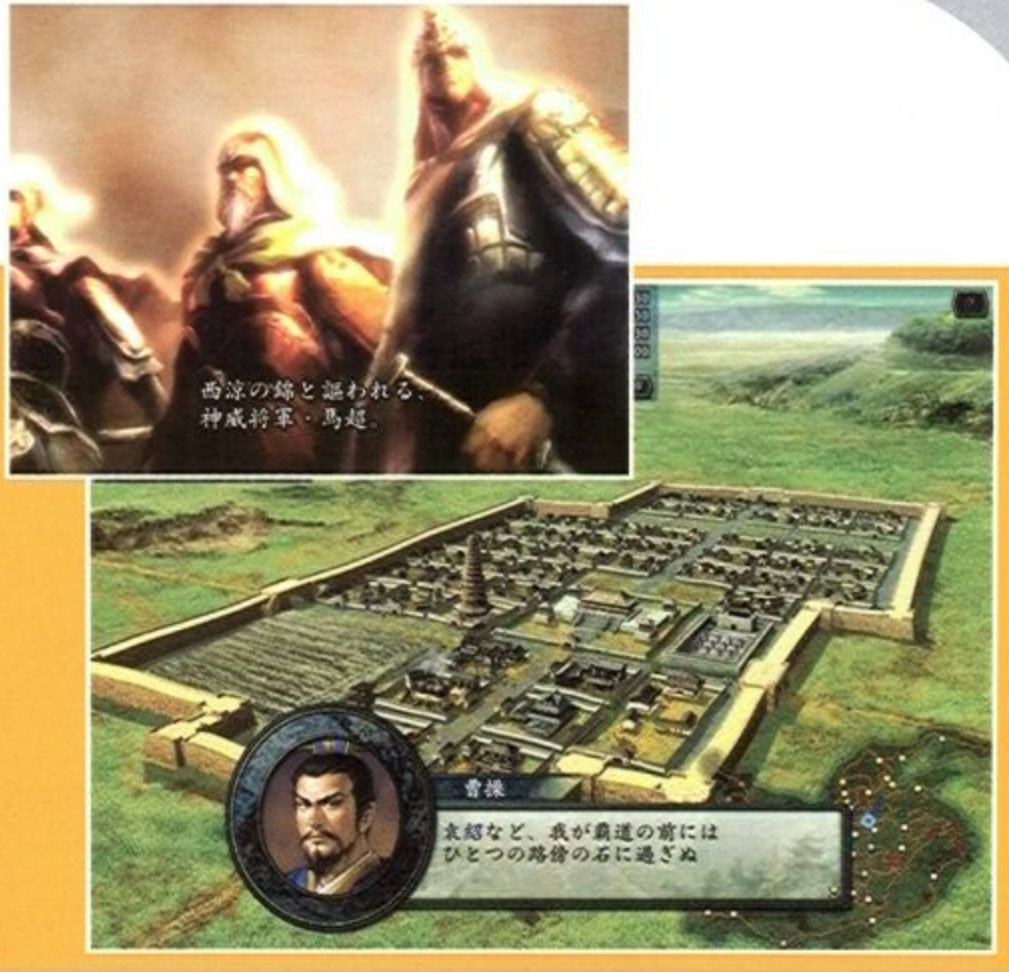 西涼の錦と謳われる、
神威将軍・馬超。
曹操
袁紹など、我が覇道の前には
ひとつの路傍の石に過ぎぬ